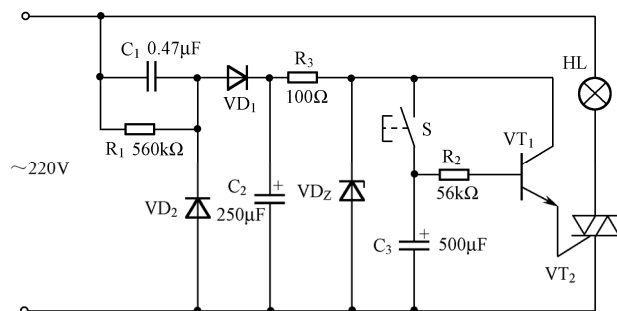 C₁ 0.47μF
R₃
HL
VD₁
100Ω
S
VT₁
R₁ 560kΩ
R₂
～220V
C₂
VD₂
250μF
VD_Z
56kΩ
C₃
500μF
VT₂
+
+